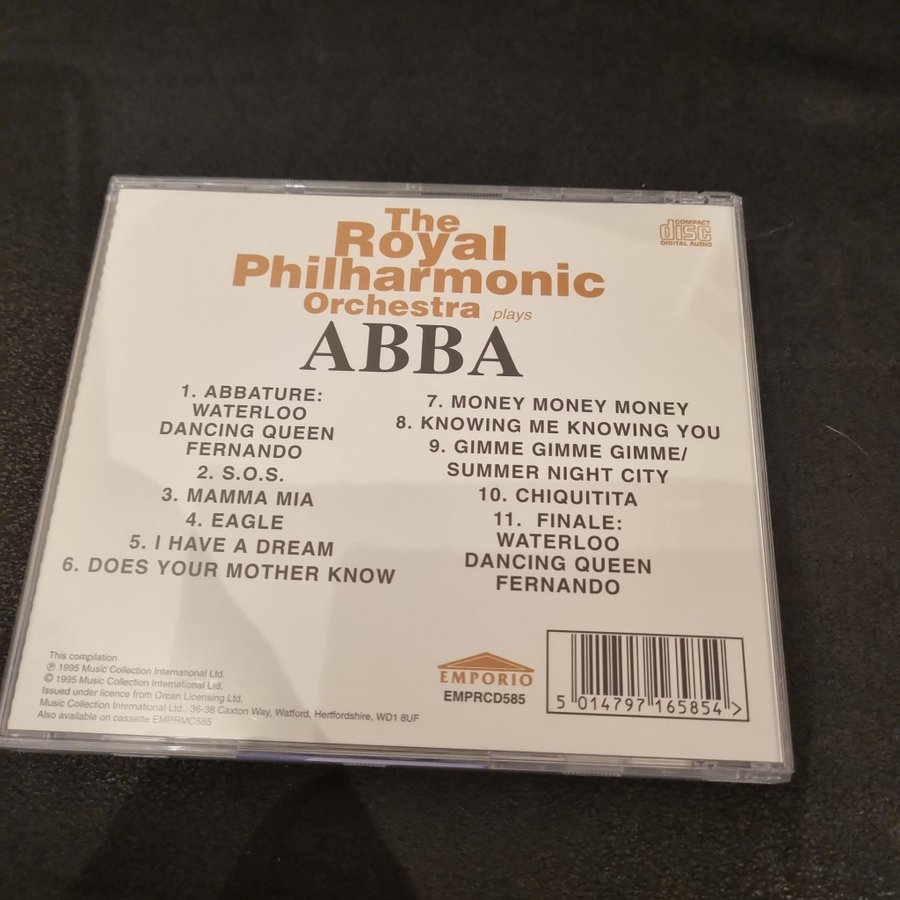 The
Royal
Philharmonic
Orchestra plays
ABBA
COMPACT
disc
DIGITAL AUDIO
1. ABBATURE:
WATERLOO
DANCING QUEEN
FERNANDO
2. S.O.S.
3. MAMMA MIA
4. EAGLE
5. I HAVE A DREAM
6. DOES YOUR MOTHER KNOW
7. MONEY MONEY MONEY
8. KNOWING ME KNOWING YOU
9. GIMME GIMME GIMME/
SUMMER NIGHT CITY
10. CHIQUITITA
11. FINALE:
WATERLOO
DANCING QUEEN
FERNANDO
This compilation
℗ 1995 Music Collection International Ltd.
© 1995 Music Collection International Ltd.
Issued under licence from Orcan Licensing Ltd.
Music Collection International Ltd., 36-38 Caxton Way, Watford, Hertfordshire, WD1 8UF
Also available on cassette EMPRMC585
EMPORIO
EMPRCD585
5 014797 165854 >